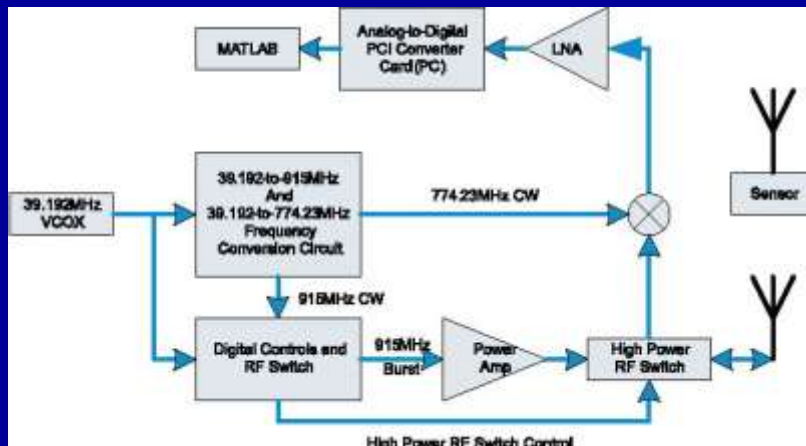 MATLAB
Analog-to-Digital
PCI Converter
Card(PC)
LNA
39.192MHz
VCOX
39.192-to-915MHz
And
39.192-to-774.23MHz
Frequency
Conversion Circuit
774.23MHz CW
Sensor
915MHz CW
Digital Controls and
RF Switch
915MHz
Burst
Power
Amp
High Power
RF Switch
High Power RF Switch Control